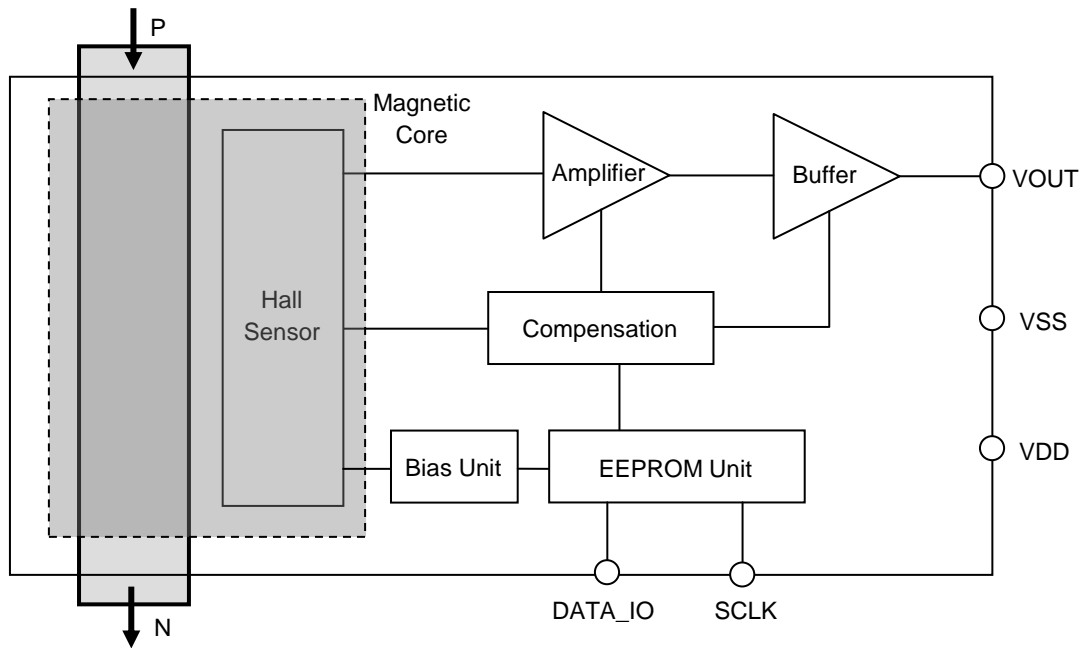 P
Magnetic
Core
Amplifier
Buffer
VOUT
Hall
Sensor
Compensation
VSS
Bias Unit
EEPROM Unit
VDD
DATA_IO
SCLK
N